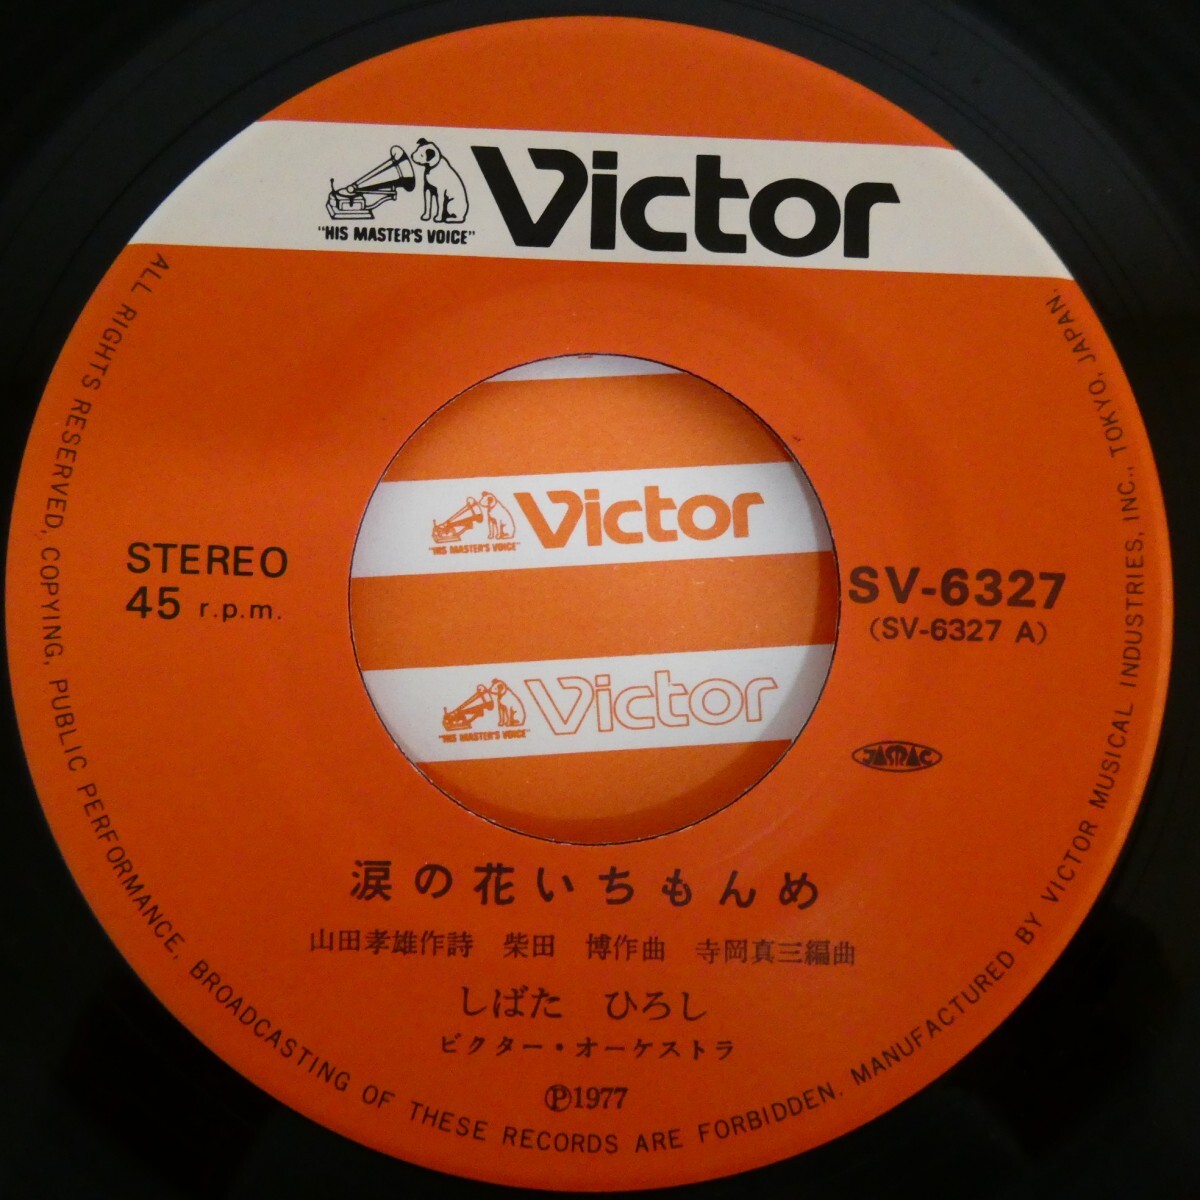 Victor
"HIS MASTER'S VOICE"
Victor
"HIS MASTER'S VOICE"
Victor
"HIS MASTER'S VOICE"
STEREO
45 r.p.m.
SV-6327
(SV-6327 A)
JASRAC
涙の花いちもんめ
山田孝雄作詩 柴田 博作曲 寺岡真三編曲
しばた ひろし
ビクター・オーケストラ
Ⓟ1977
ALL RIGHTS RESERVED, COPYING, PUBLIC PERFORMANCE, BROADCASTING OF THESE RECORDS ARE FORBIDDEN. MANUFACTURED BY VICTOR MUSICAL INDUSTRIES, INC., TOKYO, JAPAN.